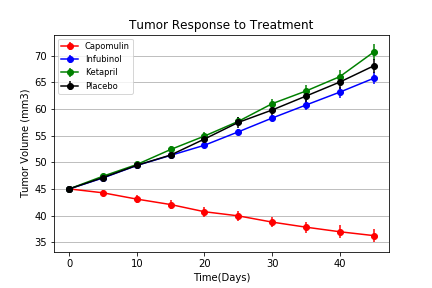 Tumor Response to Treatment
Capomulin
Infubinol
Ketapril
Placebo
Tumor Volume (mm3)
70
65
60
55
50
45
40
35
0
10
20
30
40
Time(Days)